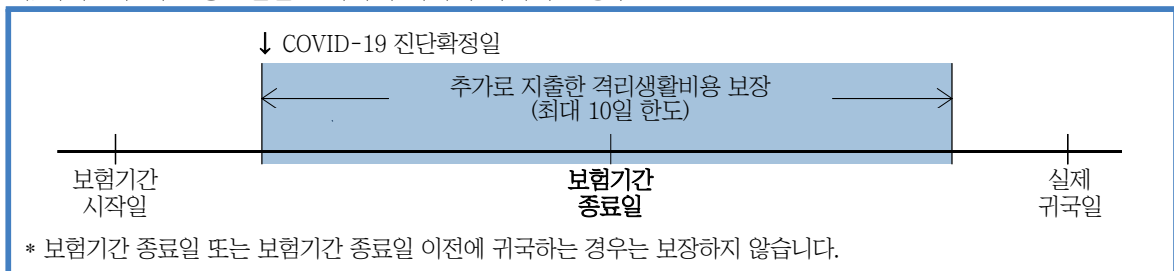 ↓ COVID-19 진단확정일
추가로 지출한 격리생활비용 보장
(최대 10일 한도)
보험기간
시작일
보험기간
종료일
실제
귀국일
* 보험기간 종료일 또는 보험기간 종료일 이전에 귀국하는 경우는 보장하지 않습니다.